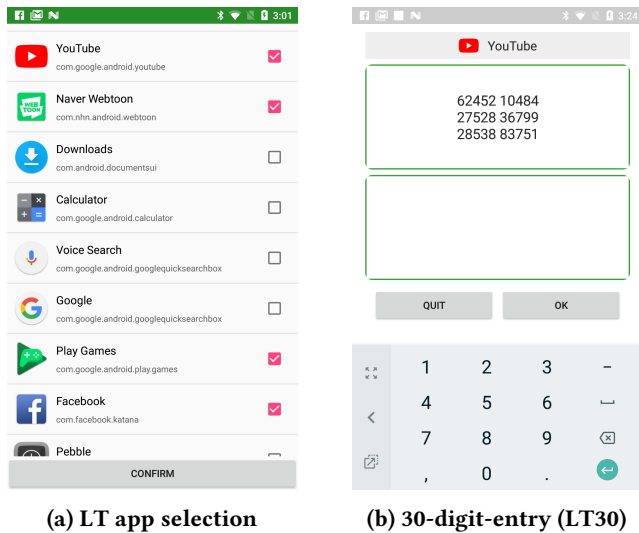 3:01
YouTube
com.google.android.youtube
WEB
TOON
Naver Webtoon
com.nhn.android.webtoon
Downloads
com.android.documentsui
Calculator
com.google.android.calculator
Voice Search
com.google.android.googlequicksearchbox
Google
com.google.android.googlequicksearchbox
Play Games
com.google.android.play.games
Facebook
com.facebook.katana
Pebble
CONFIRM
(a) LT app selection
3:24
YouTube
62452 10484
27528 36799
28538 83751
QUIT OK
1 2 3 -
4 5 6
7 8 9
, 0 .
(b) 30-digit-entry (LT30)